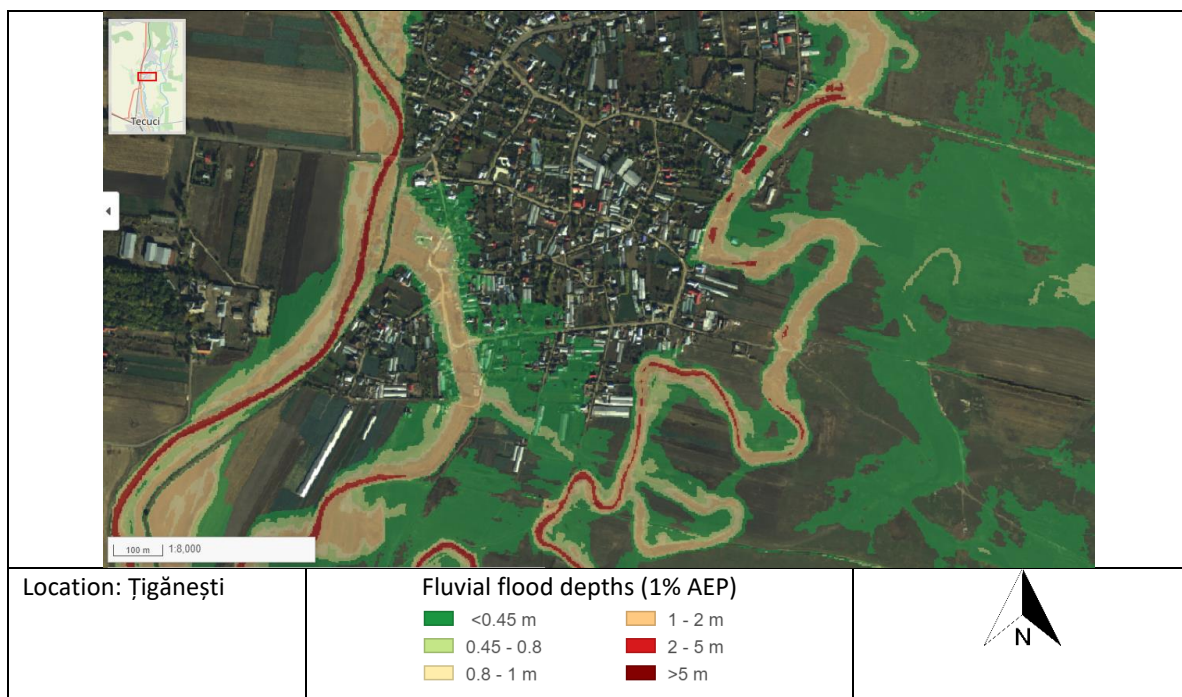 Tecuci
100 m
1:8,000
Location: Țigănești
Fluvial flood depths (1% AEP)
<0.45 m
1 - 2 m
0.45 - 0.8
2 - 5 m
0.8 - 1 m
>5 m
N